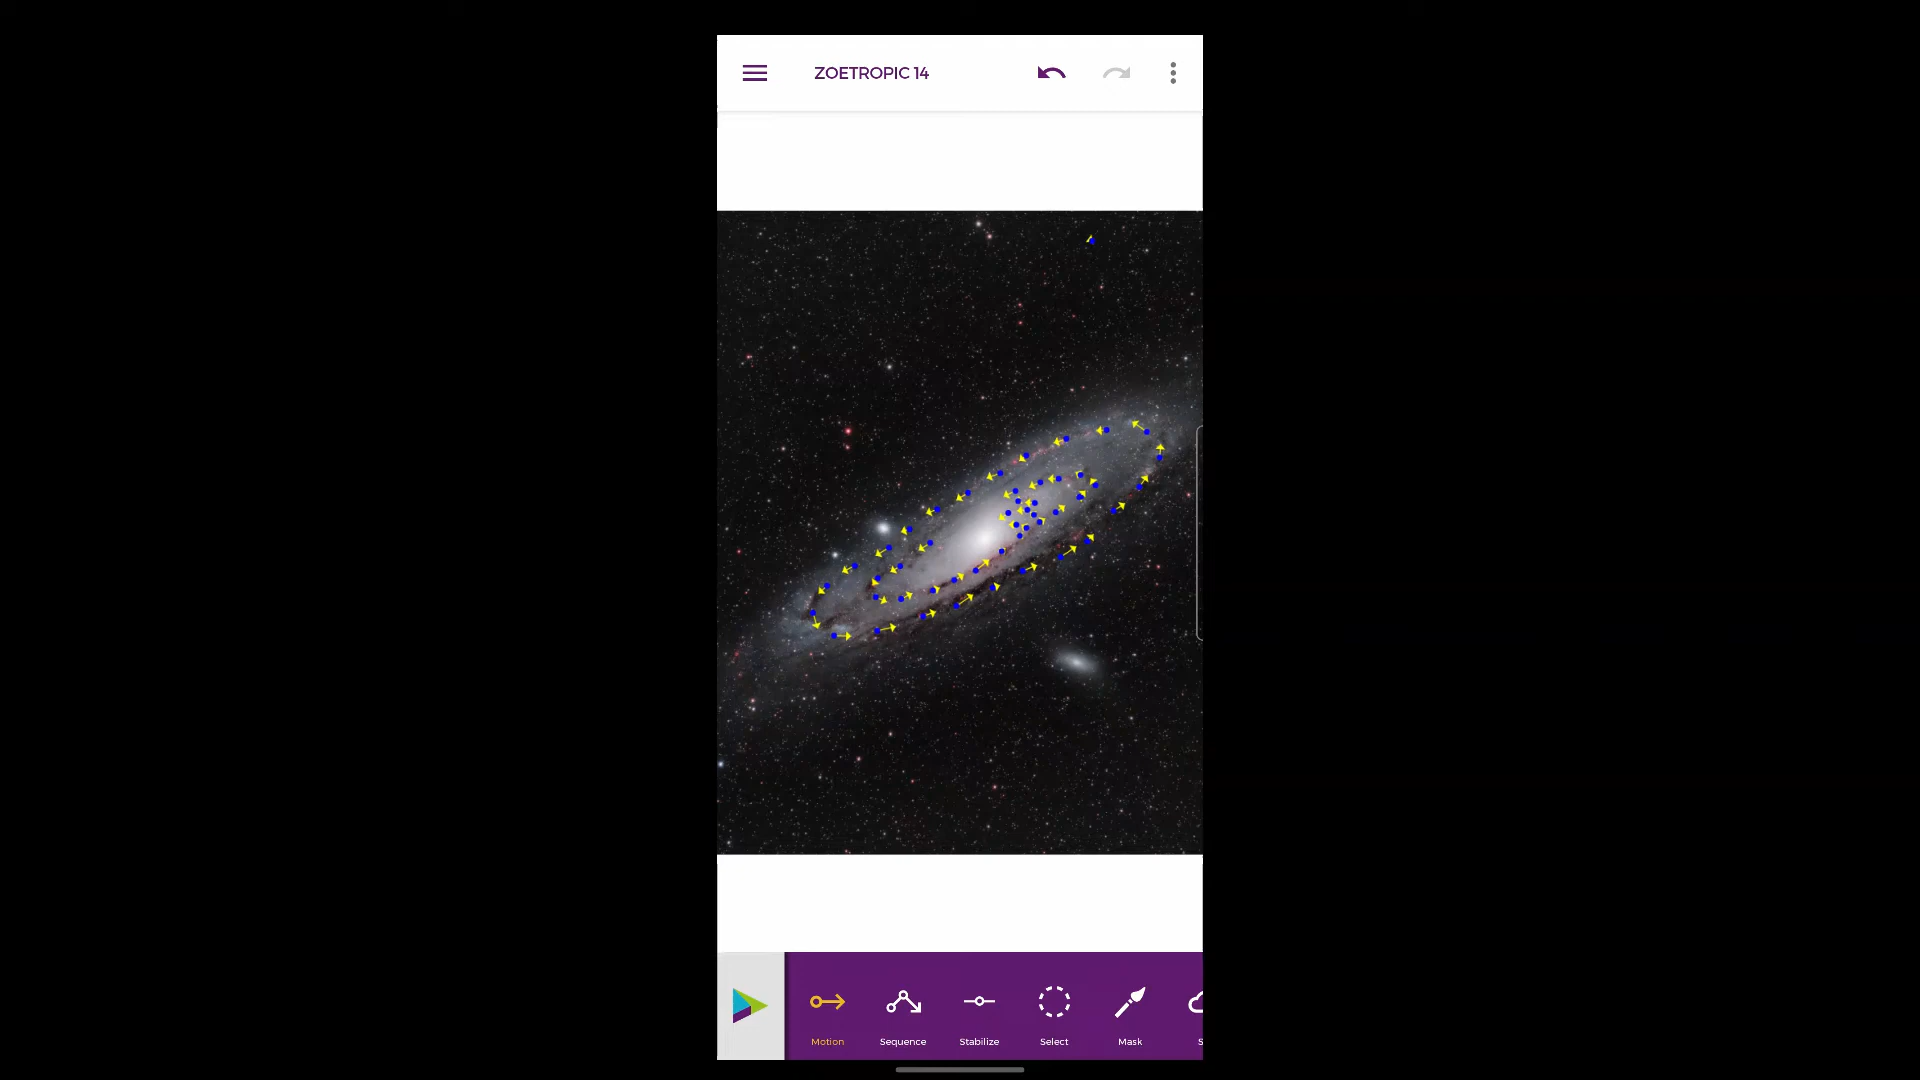 ZOETROPIC 14
Motion
Sequence
Stabilize
Select
Mask
S